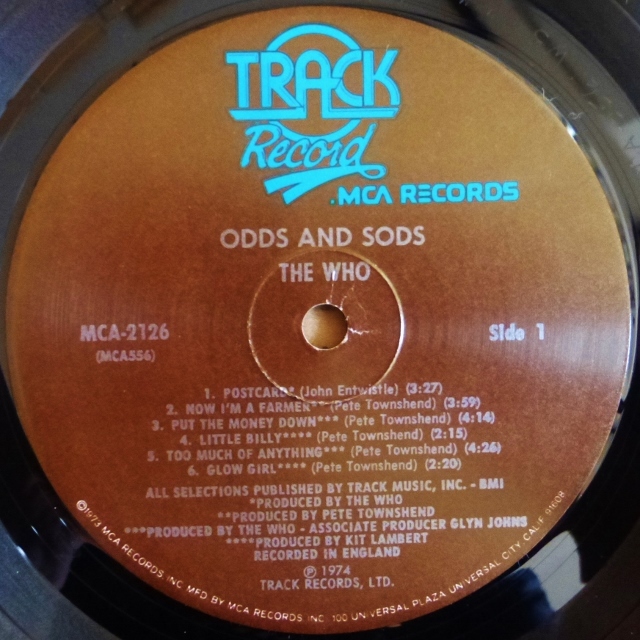 TRACK
Record
.MCA RECORDS
ODDS AND SODS
THE WHO
MCA-2126
(MCA556)
Side 1
1. POSTCARD* (John Entwistle) (3:27)
2. NOW I'M A FARMER** (Pete Townshend) (3:59)
3. PUT THE MONEY DOWN*** (Pete Townshend) (4:14)
4. LITTLE BILLY**** (Pete Townshend) (2:15)
5. TOO MUCH OF ANYTHING*** (Pete Townshend) (4:26)
6. GLOW GIRL**** (Pete Townshend) (2:20)
ALL SELECTIONS PUBLISHED BY TRACK MUSIC, INC. - BMI
*PRODUCED BY THE WHO
**PRODUCED BY PETE TOWNSHEND
***PRODUCED BY THE WHO - ASSOCIATE PRODUCER GLYN JOHNS
****PRODUCED BY KIT LAMBERT
RECORDED IN ENGLAND
Ⓟ 1974
TRACK RECORDS, LTD.
©1973 MCA RECORDS INC MFD BY MCA RECORDS INC. 100 UNIVERSAL PLAZA UNIVERSAL CITY, CALIF. 91608